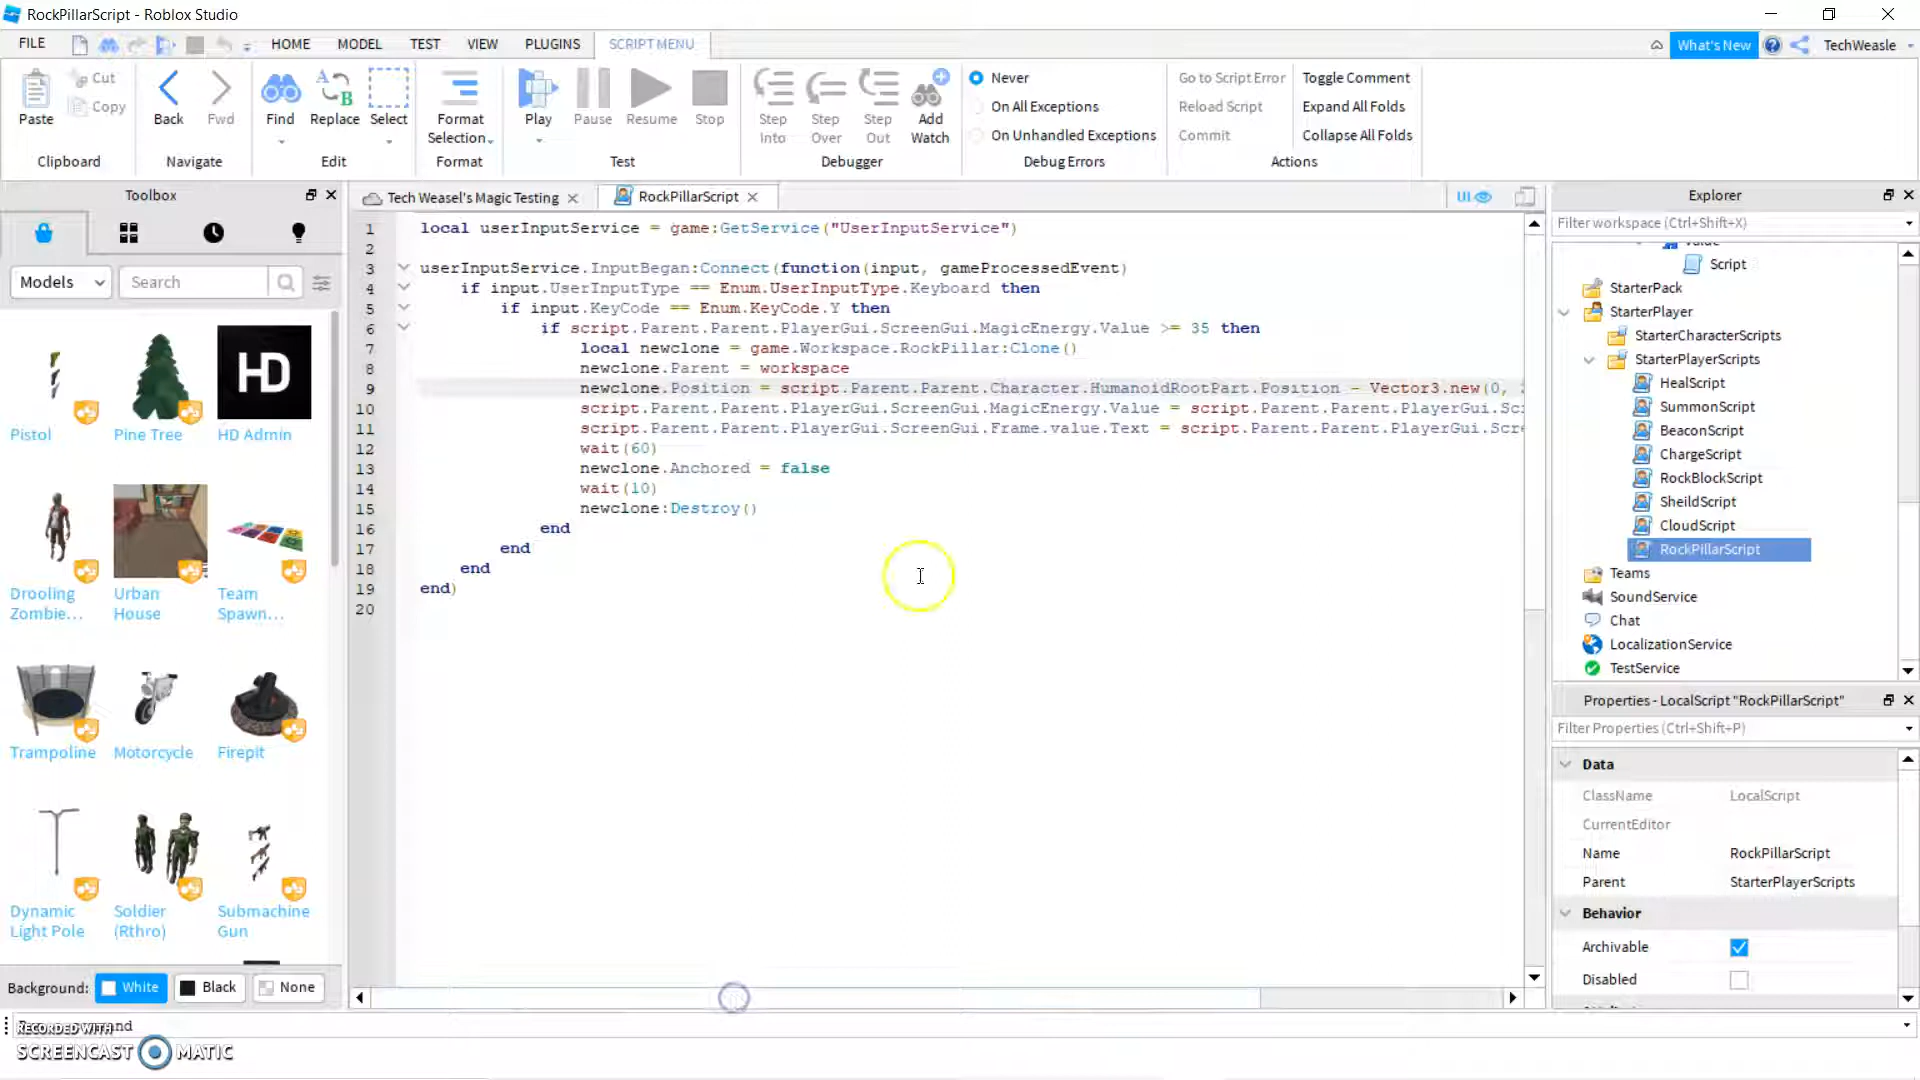 RockPillarScript - Roblox Studio
FILE HOME MODEL TEST VIEW PLUGINS SCRIPT MENU What's New TechWeasle
Paste Cut Copy Clipboard
Back Fwd Navigate
Find Replace Select Edit
Format Selection Format
Play Pause Resume Stop Test
Step Into Step Over Step Out Add Watch Debugger
Never
On All Exceptions
On Unhandled Exceptions
Debug Errors
Go to Script Error Toggle Comment
Reload Script Expand All Folds
Commit Collapse All Folds
Actions
Toolbox
Models Search
Pistol Pine Tree HD Admin
HD
Drooling Zombie... Urban House Team Spawn...
Trampoline Motorcycle Firepit
Dynamic Light Pole Soldier (Rthro) Submachine Gun
Background: White Black None
Tech Weasel's Magic Testing RockPillarScript UI
1 local userInputService = game:GetService("UserInputService")
2
3 userInputService.InputBegan:Connect(function(input, gameProcessedEvent)
4 if input.UserInputType == Enum.UserInputType.Keyboard then
5 if input.KeyCode == Enum.KeyCode.Y then
6 if script.Parent.Parent.PlayerGui.ScreenGui.MagicEnergy.Value >= 35 then
7 local newclone = game.Workspace.RockPillar:Clone()
8 newclone.Parent = workspace
9 newclone.Position = script.Parent.Parent.Character.HumanoidRootPart.Position - Vector3.new(0,
10 script.Parent.Parent.PlayerGui.ScreenGui.MagicEnergy.Value = script.Parent.Parent.PlayerGui.Sc
11 script.Parent.Parent.PlayerGui.ScreenGui.Frame.value.Text = script.Parent.Parent.PlayerGui.Scre
12 wait(60)
13 newclone.Anchored = false
14 wait(10)
15 newclone:Destroy()
16 end
17 end
18 end
19 end)
20
Explorer
Filter workspace (Ctrl+Shift+X)
Script
StarterPack
StarterPlayer
StarterCharacterScripts
StarterPlayerScripts
HealScript
SummonScript
BeaconScript
ChargeScript
RockBlockScript
SheildScript
CloudScript
RockPillarScript
Teams
SoundService
Chat
LocalizationService
TestService
Properties - LocalScript "RockPillarScript"
Filter Properties (Ctrl+Shift+P)
Data
ClassName LocalScript
CurrentEditor
Name RockPillarScript
Parent StarterPlayerScripts
Behavior
Archivable
Disabled
RECORDED WITH
SCREENCAST MATIC